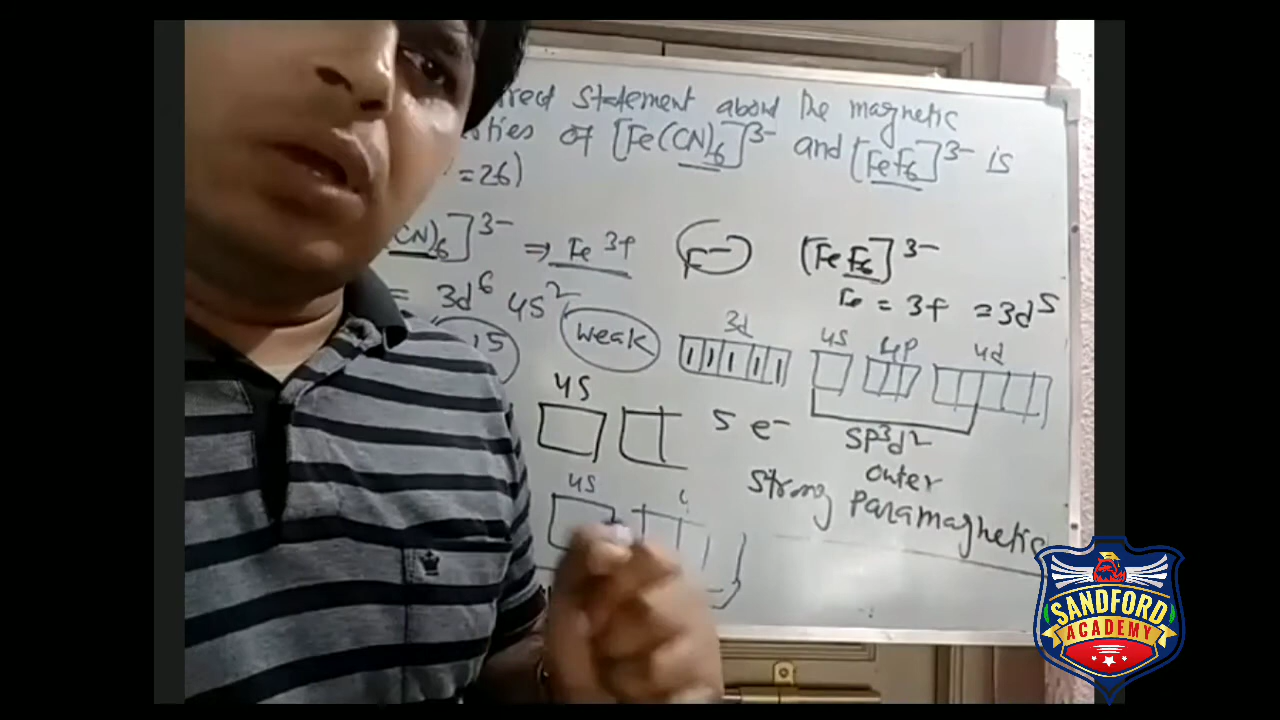 rrect Statement about the magnetic
rties of [Fe(CN)6]3- and [FeF6]3- is
= 26)
CN)6]3- ⇒ Fe 3+
F-
[FeF6]3-
= 3d6 4S2
Fe = 3+ = 3d5
weak
3d
4S
4P
4d
4S
5 e-
SP3d2
outer
4S
Strong Paramagnetic
SANDFORD
ACADEMY